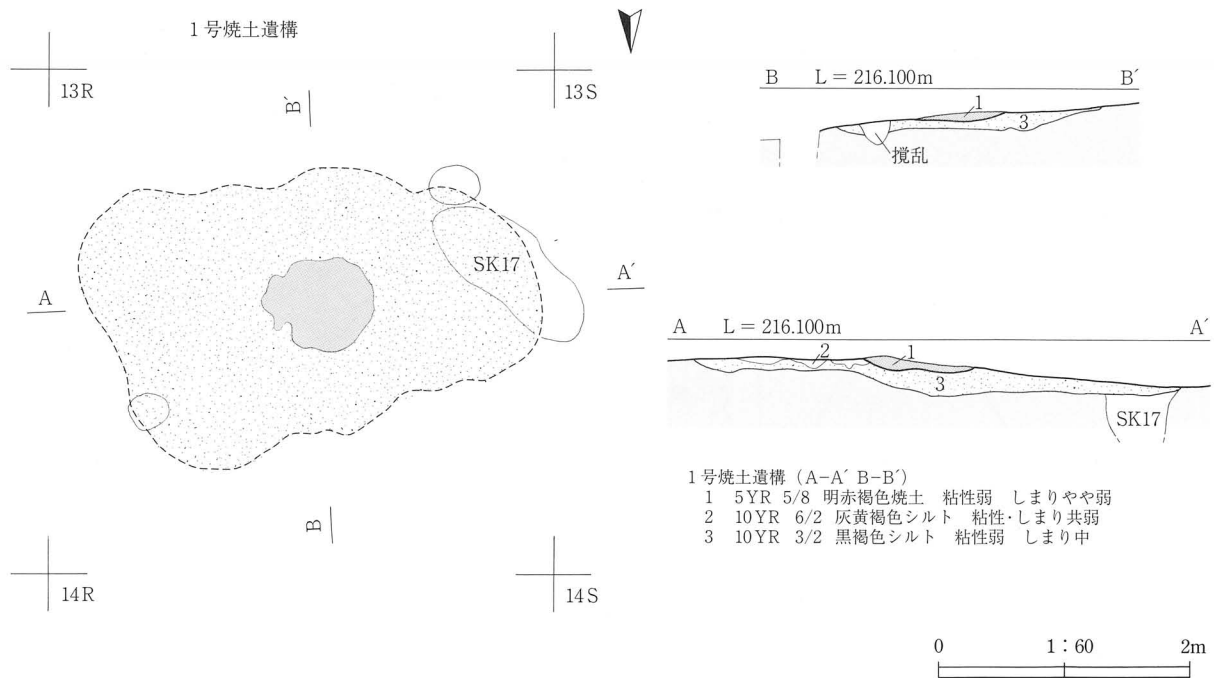 1号焼土遺構
13R
13S
B´
A
SK17
A´
B
14R
14S
B L = 216.100m B´
1
3
撹乱
A L = 216.100m A´
2
1
3
SK17
1号焼土遺構 (A-A´ B-B´)
1 5YR 5/8 明赤褐色焼土 粘性弱 しまりやや弱
2 10YR 6/2 灰黄褐色シルト 粘性・しまり共弱
3 10YR 3/2 黒褐色シルト 粘性弱 しまり中
0 1:60 2m